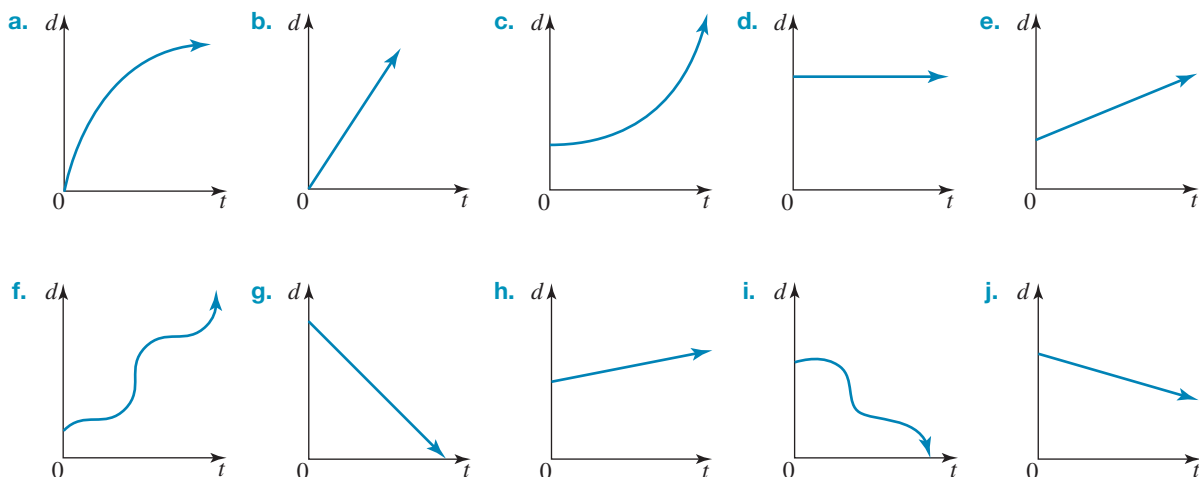 a. d 0 t
b. d 0 t
c. d 0 t
d. d 0 t
e. d 0 t
f. d 0 t
g. d 0 t
h. d 0 t
i. d 0 t
j. d 0 t